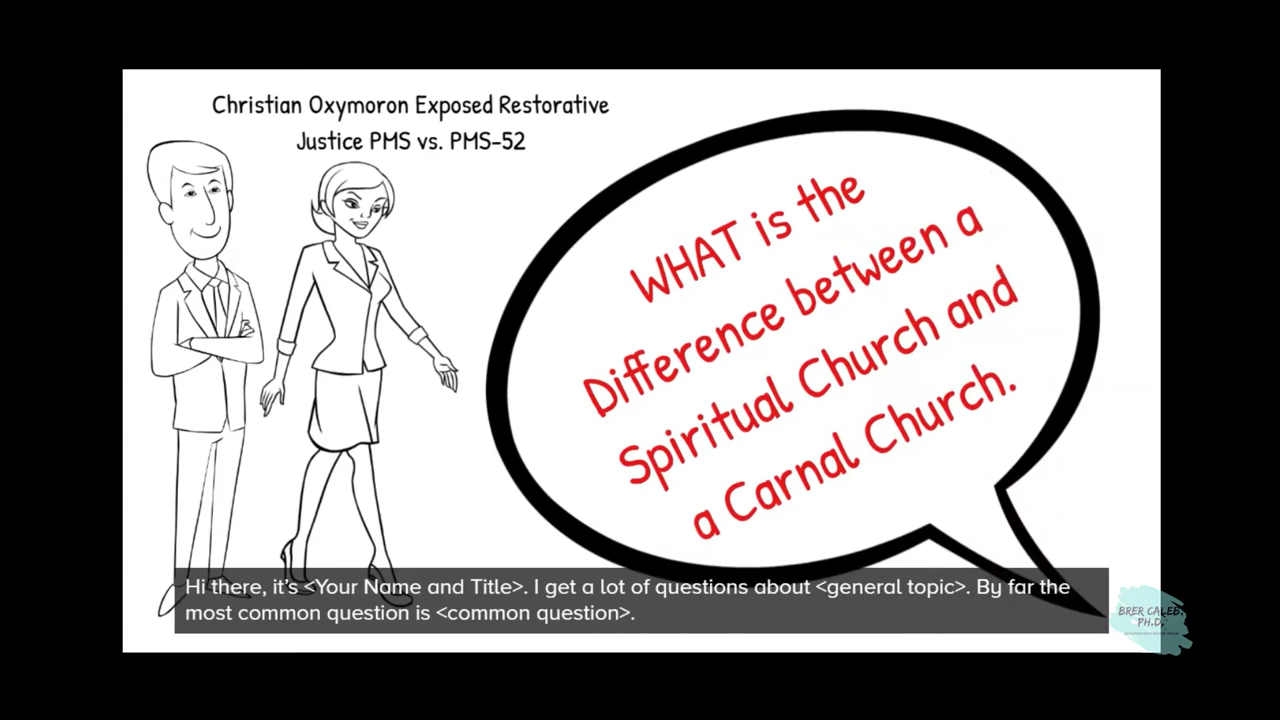 Christian Oxymoron Exposed Restorative
Justice PMS vs. PMS-52
WHAT is the
Difference between a
Spiritual Church and
a Carnal Church.
Hi there, it's <Your Name and Title>. I get a lot of questions about <general topic>. By far the
most common question is <common question>.
BRER CALEB,
PH.D.